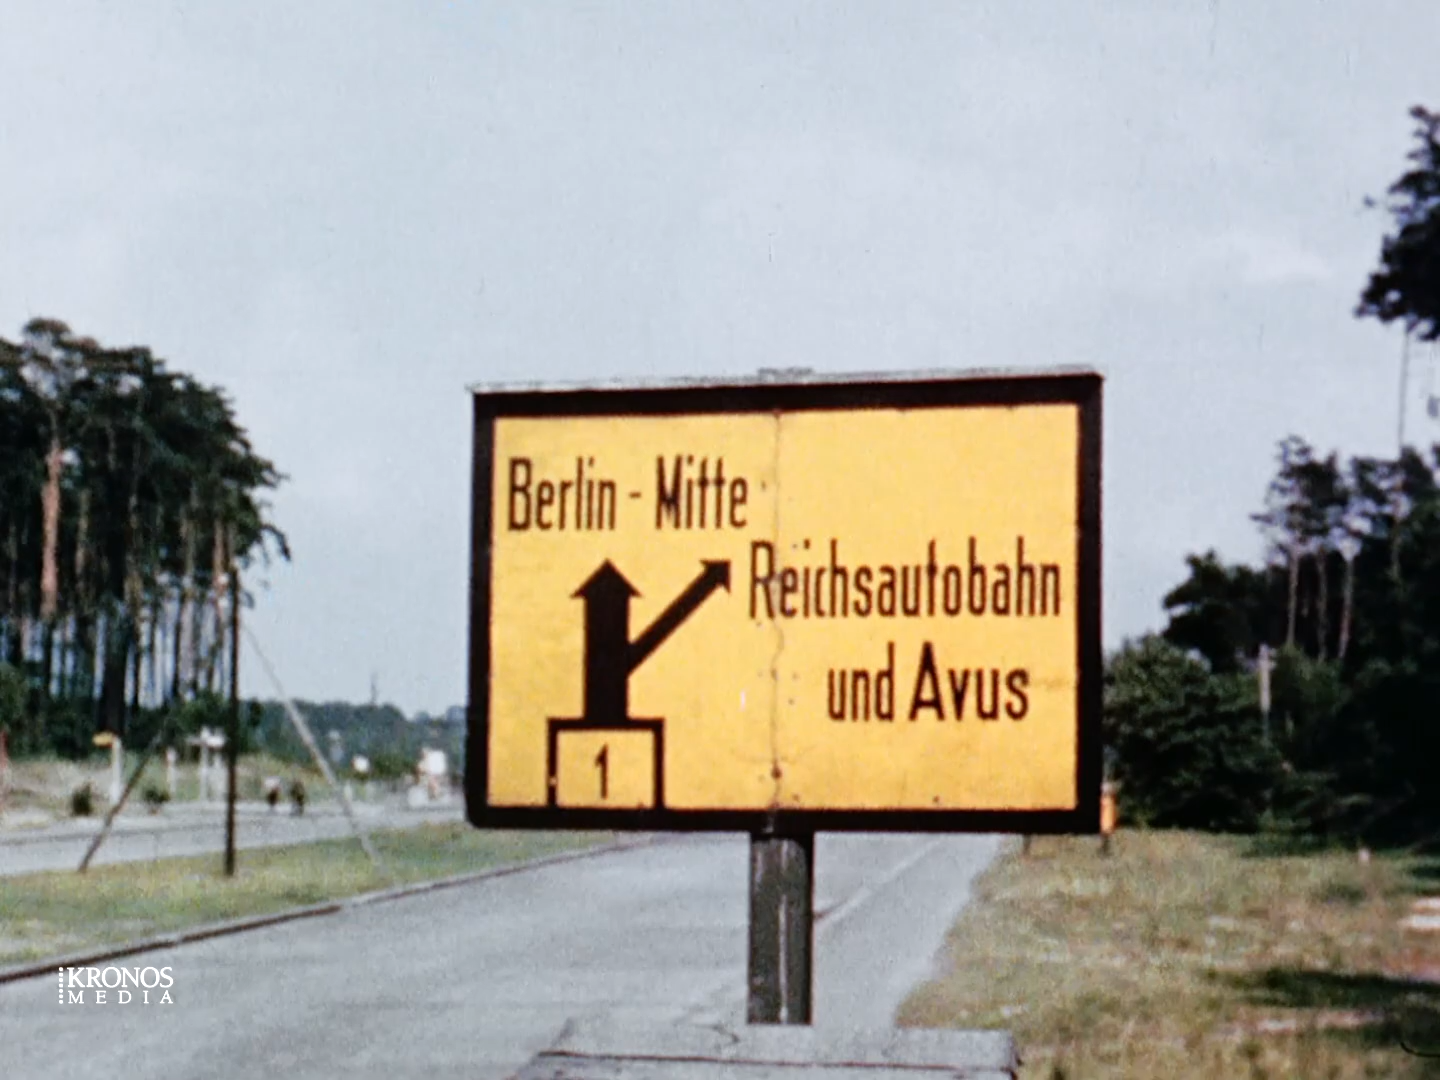 Berlin - Mitte
Reichsautobahn
und Avus
1
KRONOS
MEDIA